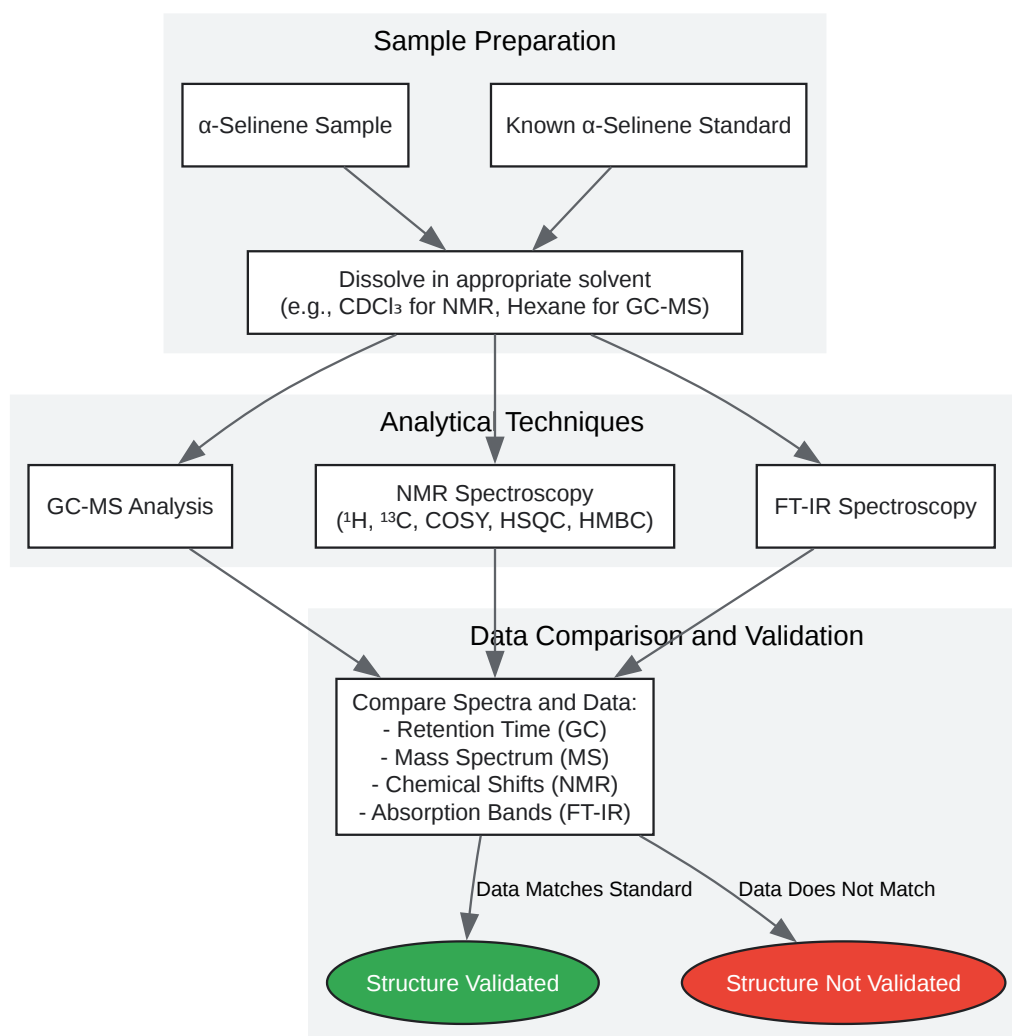 Sample Preparation
α-Selinene Sample
Known α-Selinene Standard
Dissolve in appropriate solvent
(e.g., CDCl₃ for NMR, Hexane for GC-MS)
Analytical Techniques
GC-MS Analysis
NMR Spectroscopy
(¹H, ¹³C, COSY, HSQC, HMBC)
FT-IR Spectroscopy
Data Comparison and Validation
Compare Spectra and Data:
- Retention Time (GC)
- Mass Spectrum (MS)
- Chemical Shifts (NMR)
- Absorption Bands (FT-IR)
Data Matches Standard
Data Does Not Match
Structure Validated
Structure Not Validated